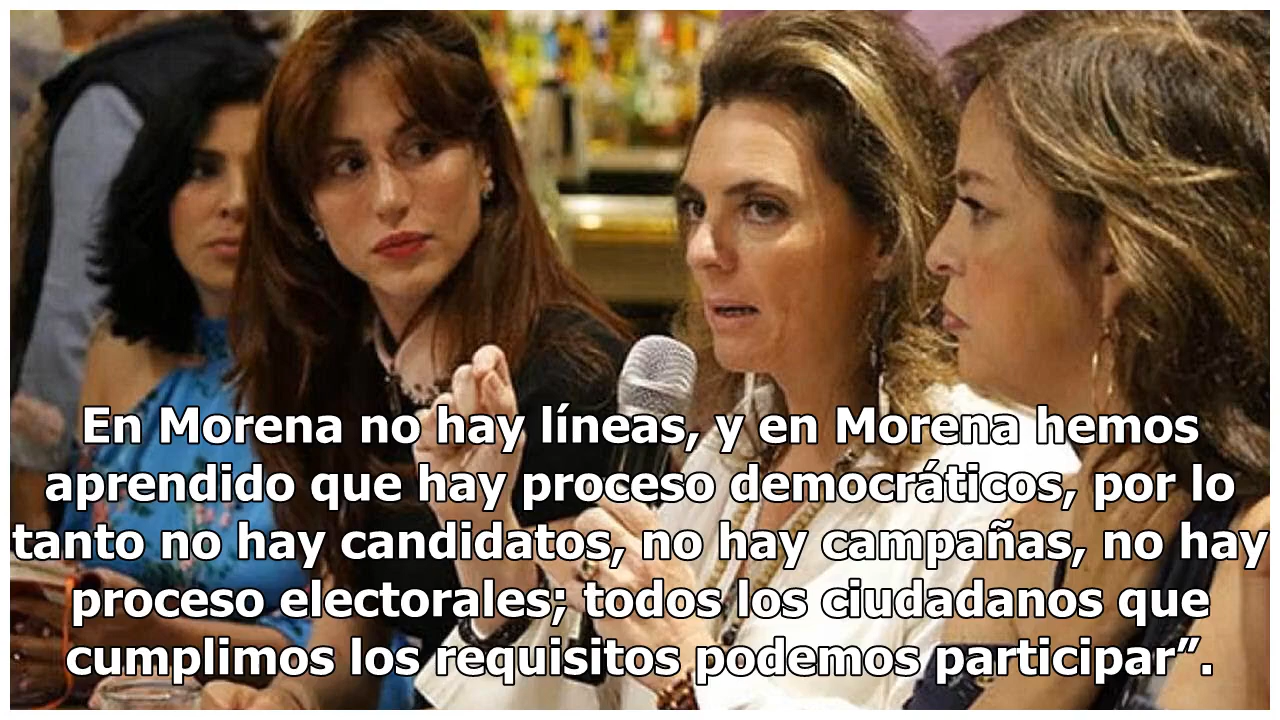 En Morena no hay líneas, y en Morena hemos
aprendido que hay proceso democráticos, por lo
tanto no hay candidatos, no hay campañas, no hay
proceso electorales; todos los ciudadanos que
cumplimos los requisitos podemos participar”.